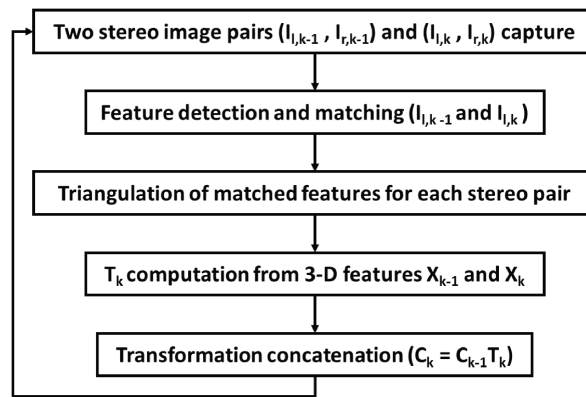 Two stereo image pairs (I_{l,k-1} , I_{r,k-1}) and (I_{l,k} , I_{r,k}) capture
Feature detection and matching (I_{l,k-1} and I_{l,k} )
Triangulation of matched features for each stereo pair
T_k computation from 3-D features X_{k-1} and X_k
Transformation concatenation (C_k = C_{k-1}T_k)